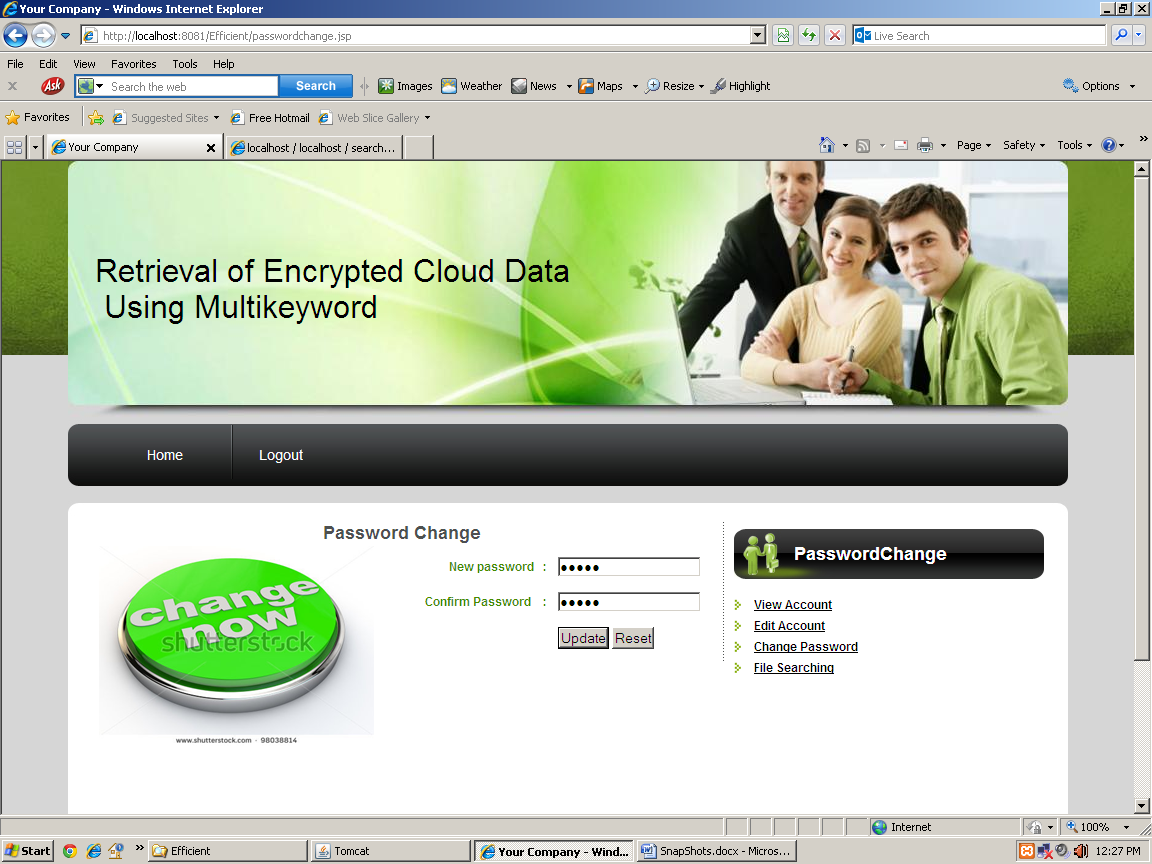 Your Company - Windows Internet Explorer
http://localhost:8081/Efficient/passwordchange.jsp
Live Search
File Edit View Favorites Tools Help
Ask Search the web Search Images Weather News Maps Resize Highlight Options
Favorites Suggested Sites Free Hotmail Web Slice Gallery
Your Company localhost / localhost / search... Page Safety Tools
Retrieval of Encrypted Cloud Data
Using Multikeyword
Home Logout
Password Change
New password :
Confirm Password :
Update Reset
change
now
shutterstock
www.shutterstock.com · 98038814
PasswordChange
View Account
Edit Account
Change Password
File Searching
Internet 100%
Start Efficient Tomcat Your Company - Wind... SnapShots.docx - Micros... 12:27 PM